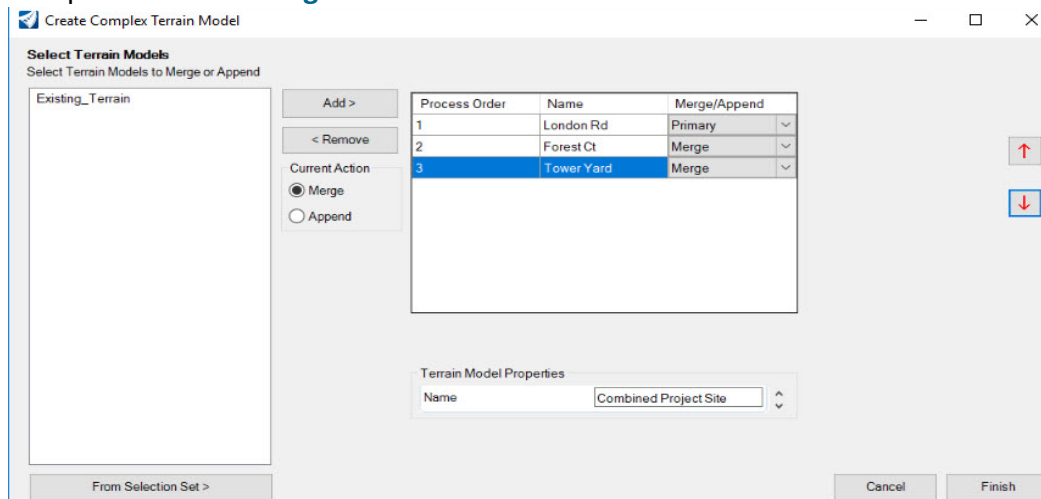 Create Complex Terrain Model
Select Terrain Models
Select Terrain Models to Merge or Append
Existing_Terrain
Add >
< Remove
Current Action
Merge
Append
Process Order Name Merge/Append
1 London Rd Primary
2 Forest Ct Merge
3 Tower Yard Merge
Terrain Model Properties
Name Combined Project Site
From Selection Set >
Cancel Finish